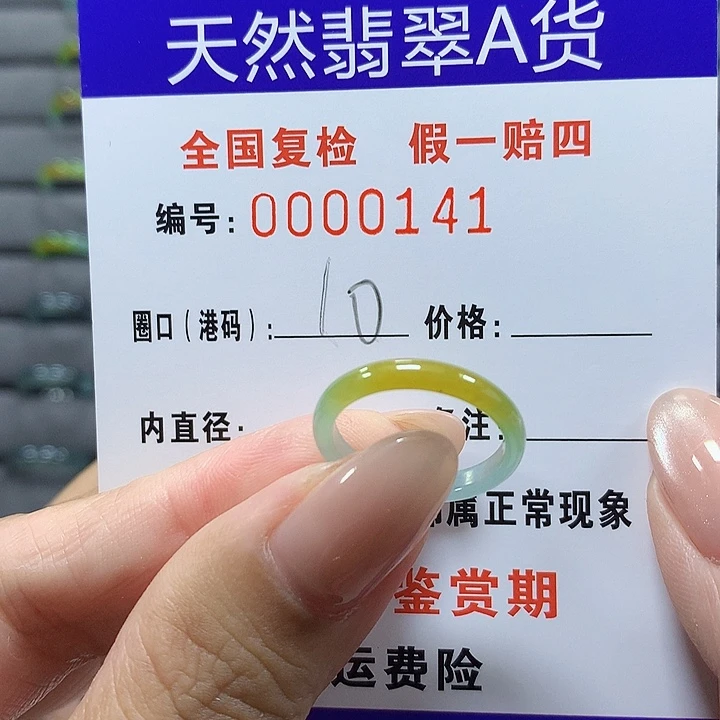 天然翡翠A货
全国复检 假一赔四
编号：0000141
圈口（港码）：10 价格：
内直径： 注：
属正常现象
鉴赏期
运费险